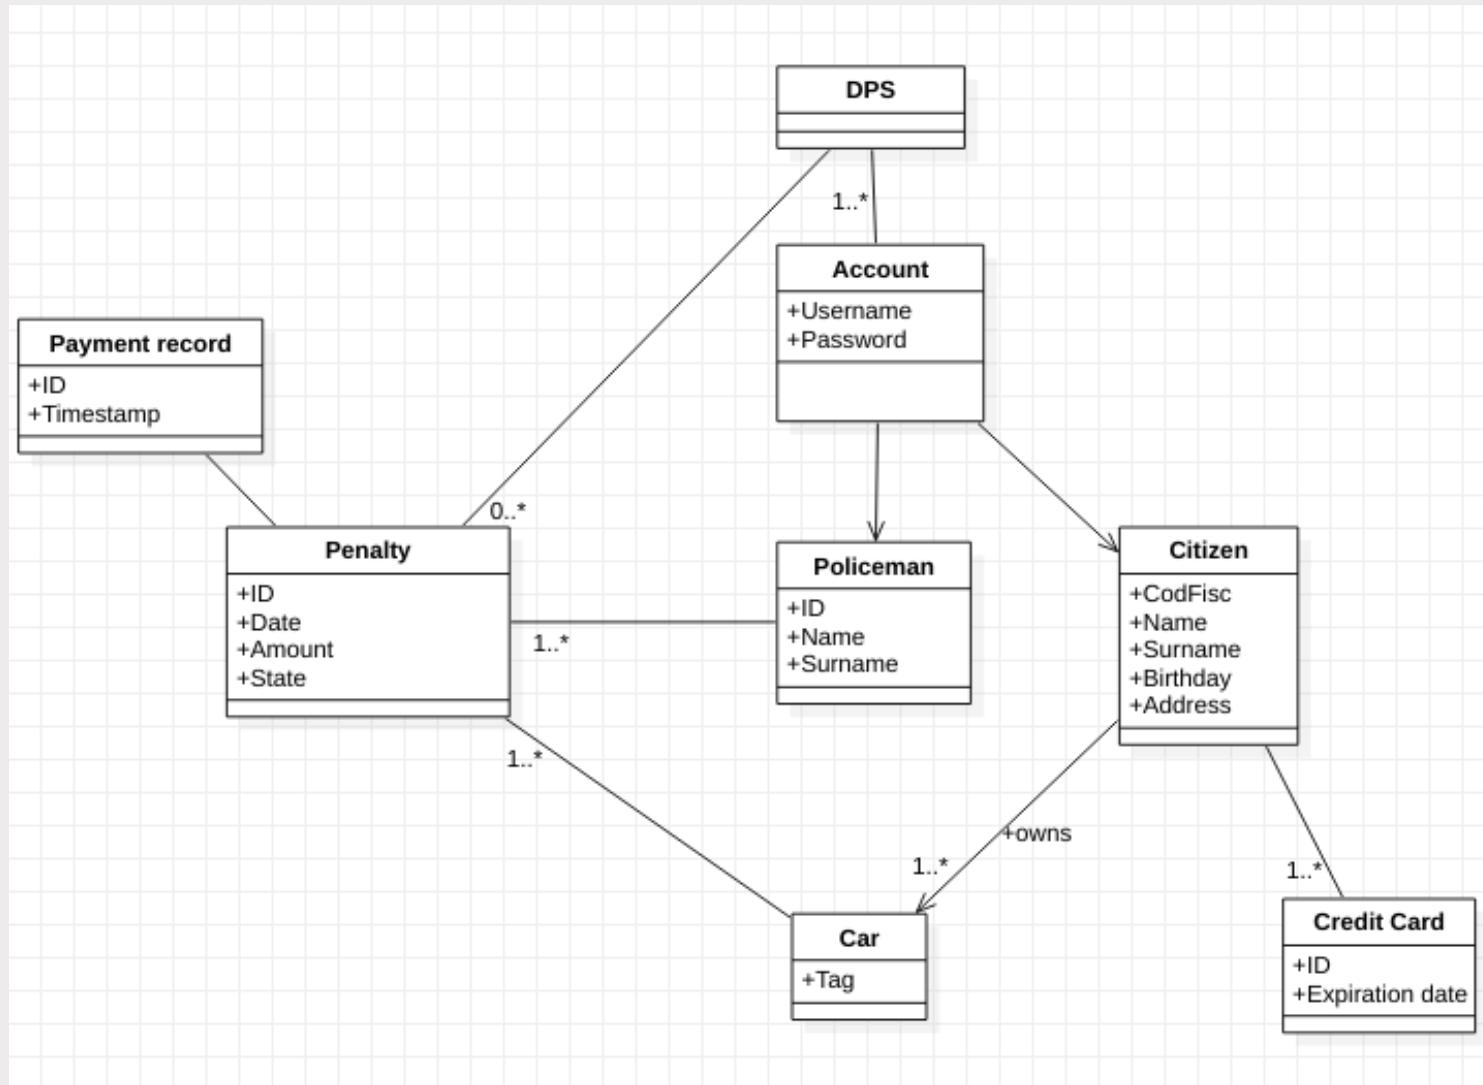 DPS
1..*
Account
+Username
+Password
Payment record
+ID
+Timestamp
0..*
Penalty
+ID
+Date
+Amount
+State
1..*
Policeman
+ID
+Name
+Surname
Citizen
+CodFisc
+Name
+Surname
+Birthday
+Address
1..*
+owns
1..*
1..*
Car
+Tag
Credit Card
+ID
+Expiration date